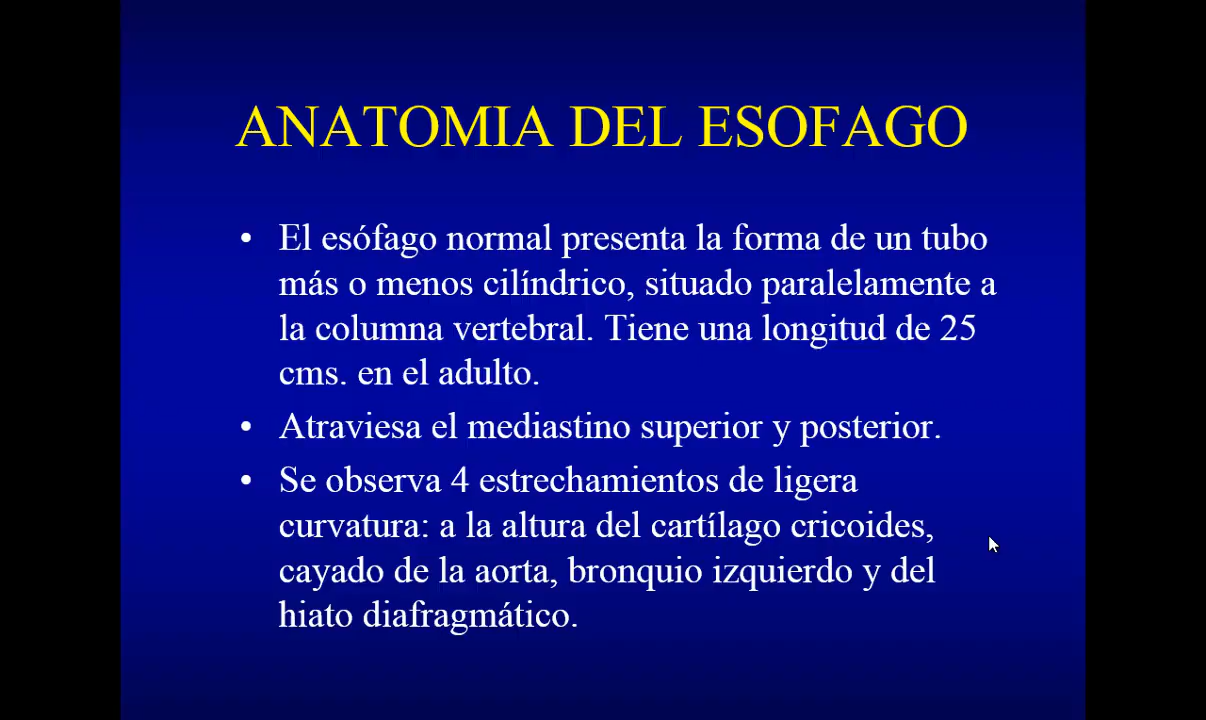 ANATOMIA DEL ESOFAGO
• El esófago normal presenta la forma de un tubo
más o menos cilíndrico, situado paralelamente a
la columna vertebral. Tiene una longitud de 25
cms. en el adulto.
• Atraviesa el mediastino superior y posterior.
• Se observa 4 estrechamientos de ligera
curvatura: a la altura del cartílago cricoides,
cayado de la aorta, bronquio izquierdo y del
hiato diafragmático.